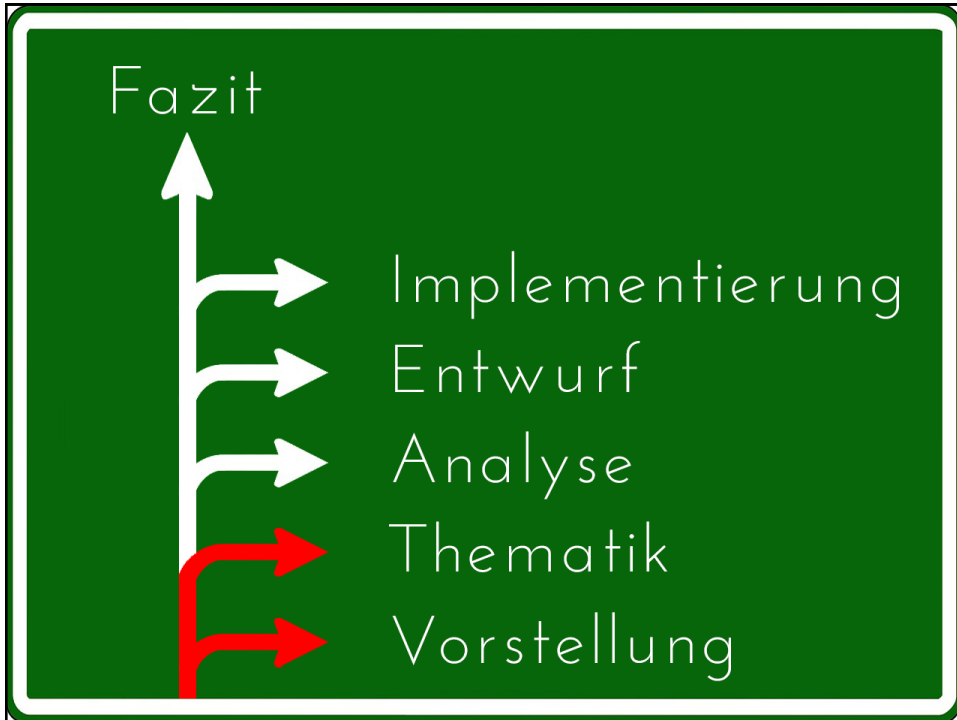 Fazit
Implementierung
Entwurf
Analyse
Thematik
Vorstellung